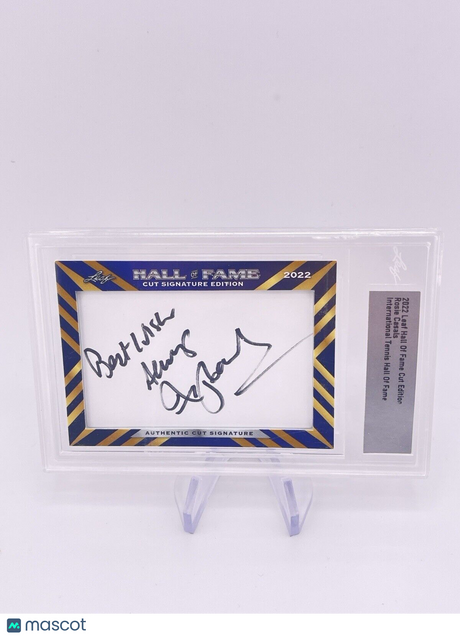 Leaf
HALL of FAME
2022
CUT SIGNATURE EDITION
Best Wishes
Always
AUTHENTIC CUT SIGNATURE
2022 Leaf Hall Of Fame Cut Edition
Rosie Casals
International Tennis Hall Of Fame
Leaf
mascot